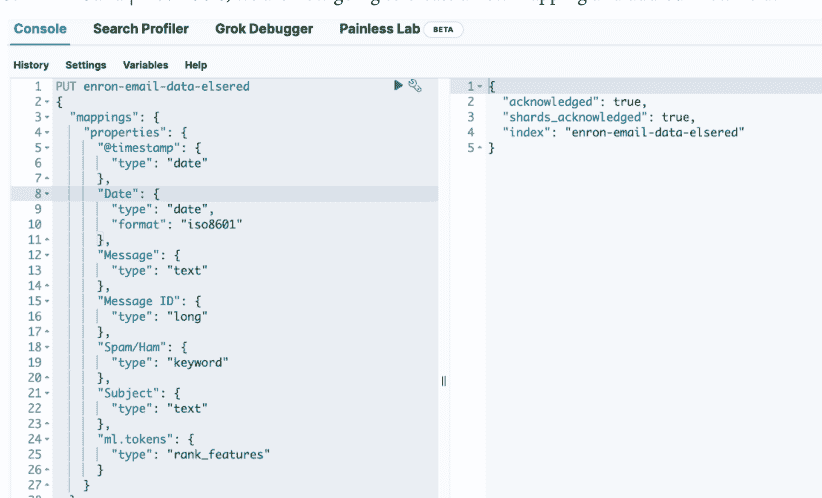 Console Search Profiler Grok Debugger Painless Lab BETA
History Settings Variables Help
1 PUT enron-email-data-elsered
2 {
3 "mappings": {
4 "properties": {
5 "@timestamp": {
6 "type": "date"
7 },
8 "Date": {
9 "type": "date",
10 "format": "iso8601"
11 },
12 "Message": {
13 "type": "text"
14 },
15 "Message ID": {
16 "type": "long"
17 },
18 "Spam/Ham": {
19 "type": "keyword"
20 },
21 "Subject": {
22 "type": "text"
23 },
24 "ml.tokens": {
25 "type": "rank_features"
26 }
27 }
1 {
2 "acknowledged": true,
3 "shards_acknowledged": true,
4 "index": "enron-email-data-elsered"
5 }